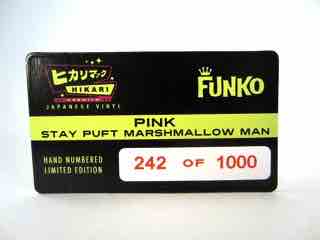 ヒカリマック
HIKARI
JAPANESE VINYL
FUNKO
PINK
STAY PUFT MARSHMALLOW MAN
HAND NUMBERED
LIMITED EDITION
242 OF 1000